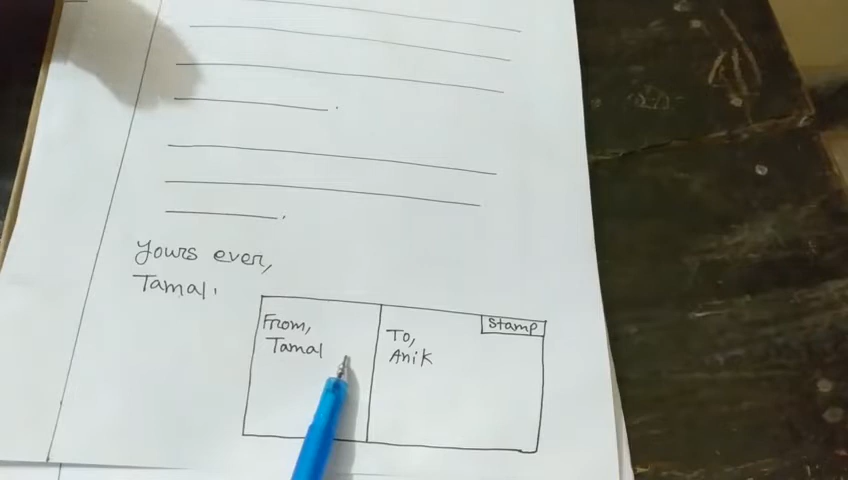 Yours ever,
Tamal.
From,
Tamal
To,
Anik
Stamp